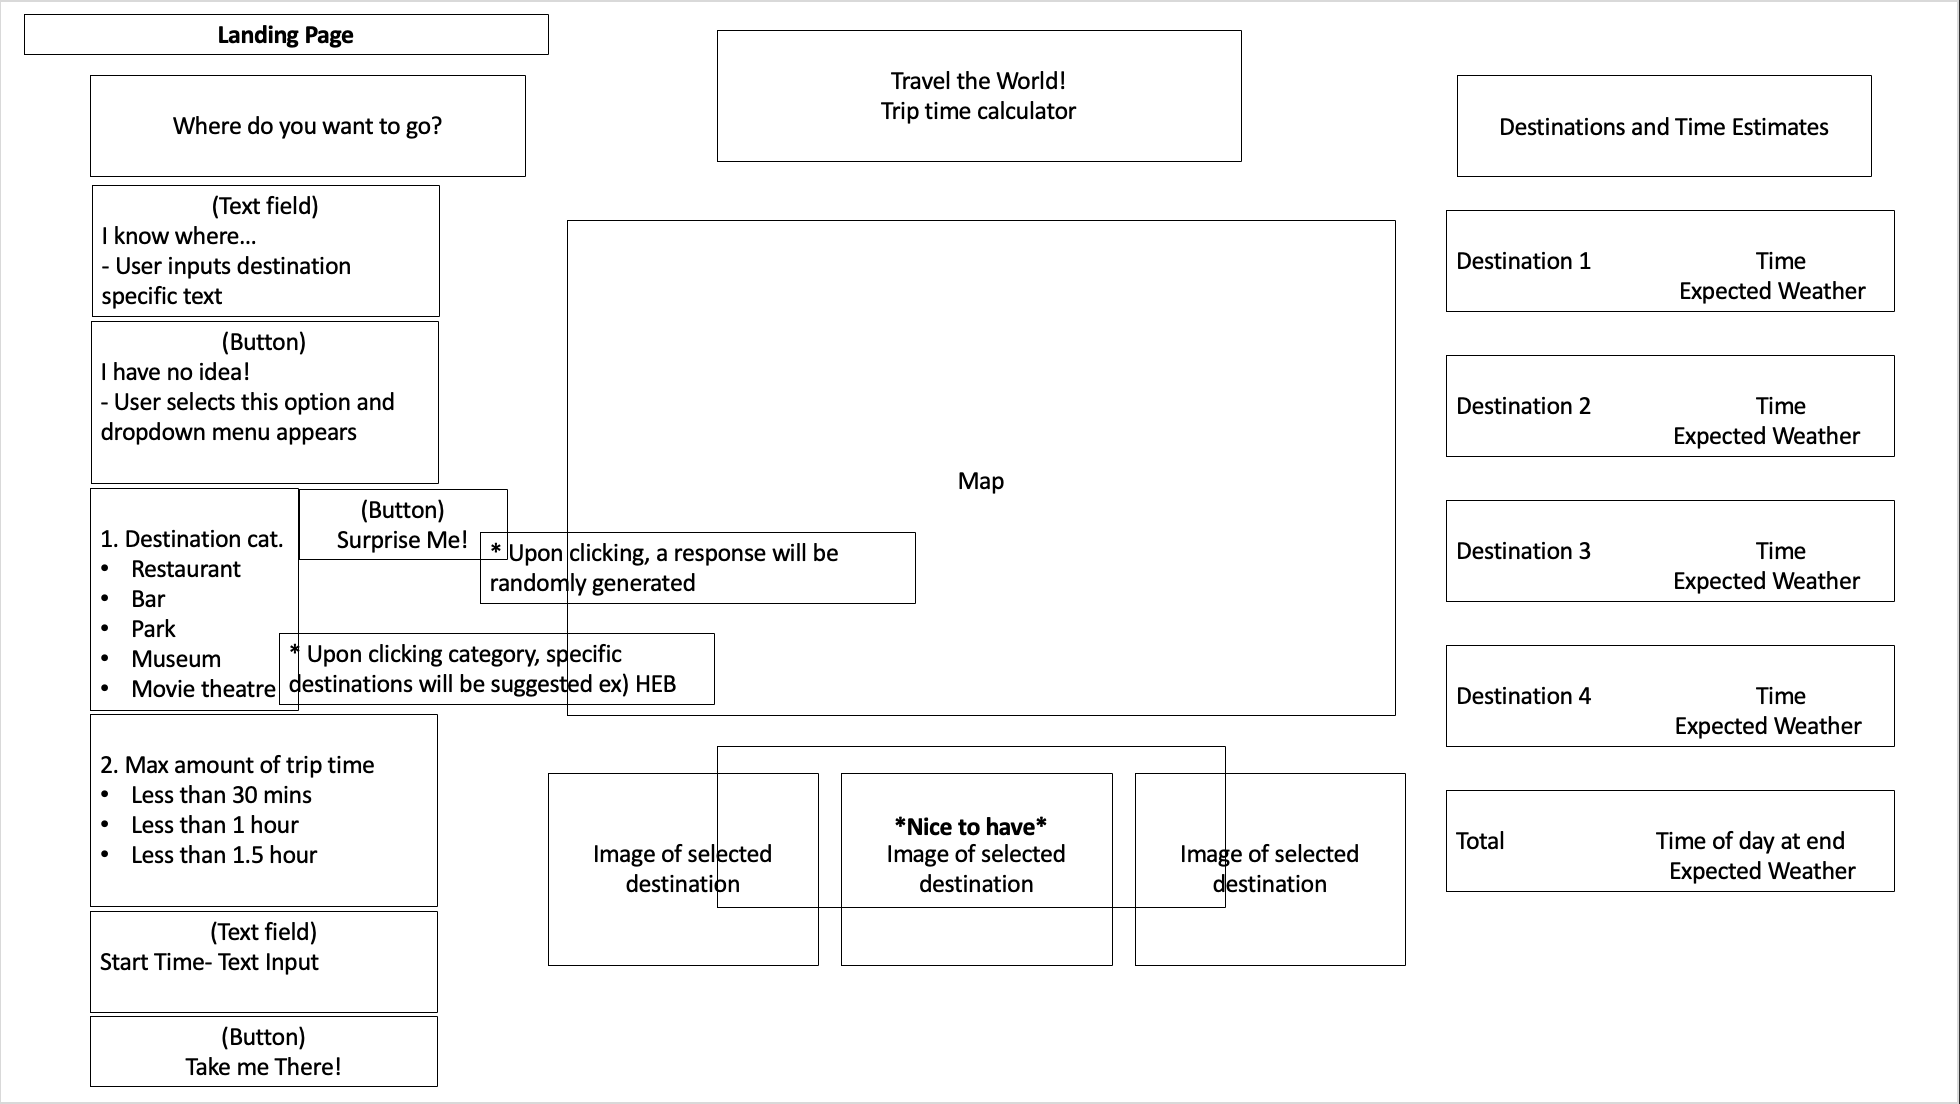 Landing Page
Where do you want to go?
(Text field)
I know where...
- User inputs destination
specific text
(Button)
I have no idea!
- User selects this option and
dropdown menu appears
1. Destination cat.
• Restaurant
• Bar
• Park
• Museum
• Movie theatre
(Button)
Surprise Me!
* Upon clicking, a response will be
randomly generated
* Upon clicking category, specific
destinations will be suggested ex) HEB
2. Max amount of trip time
• Less than 30 mins
• Less than 1 hour
• Less than 1.5 hour
(Text field)
Start Time- Text Input
(Button)
Take me There!
Travel the World!
Trip time calculator
Map
*Nice to have*
Image of selected
destination
Image of selected
destination
Image of selected
destination
Destinations and Time Estimates
Destination 1 Time
Expected Weather
Destination 2 Time
Expected Weather
Destination 3 Time
Expected Weather
Destination 4 Time
Expected Weather
Total Time of day at end
Expected Weather